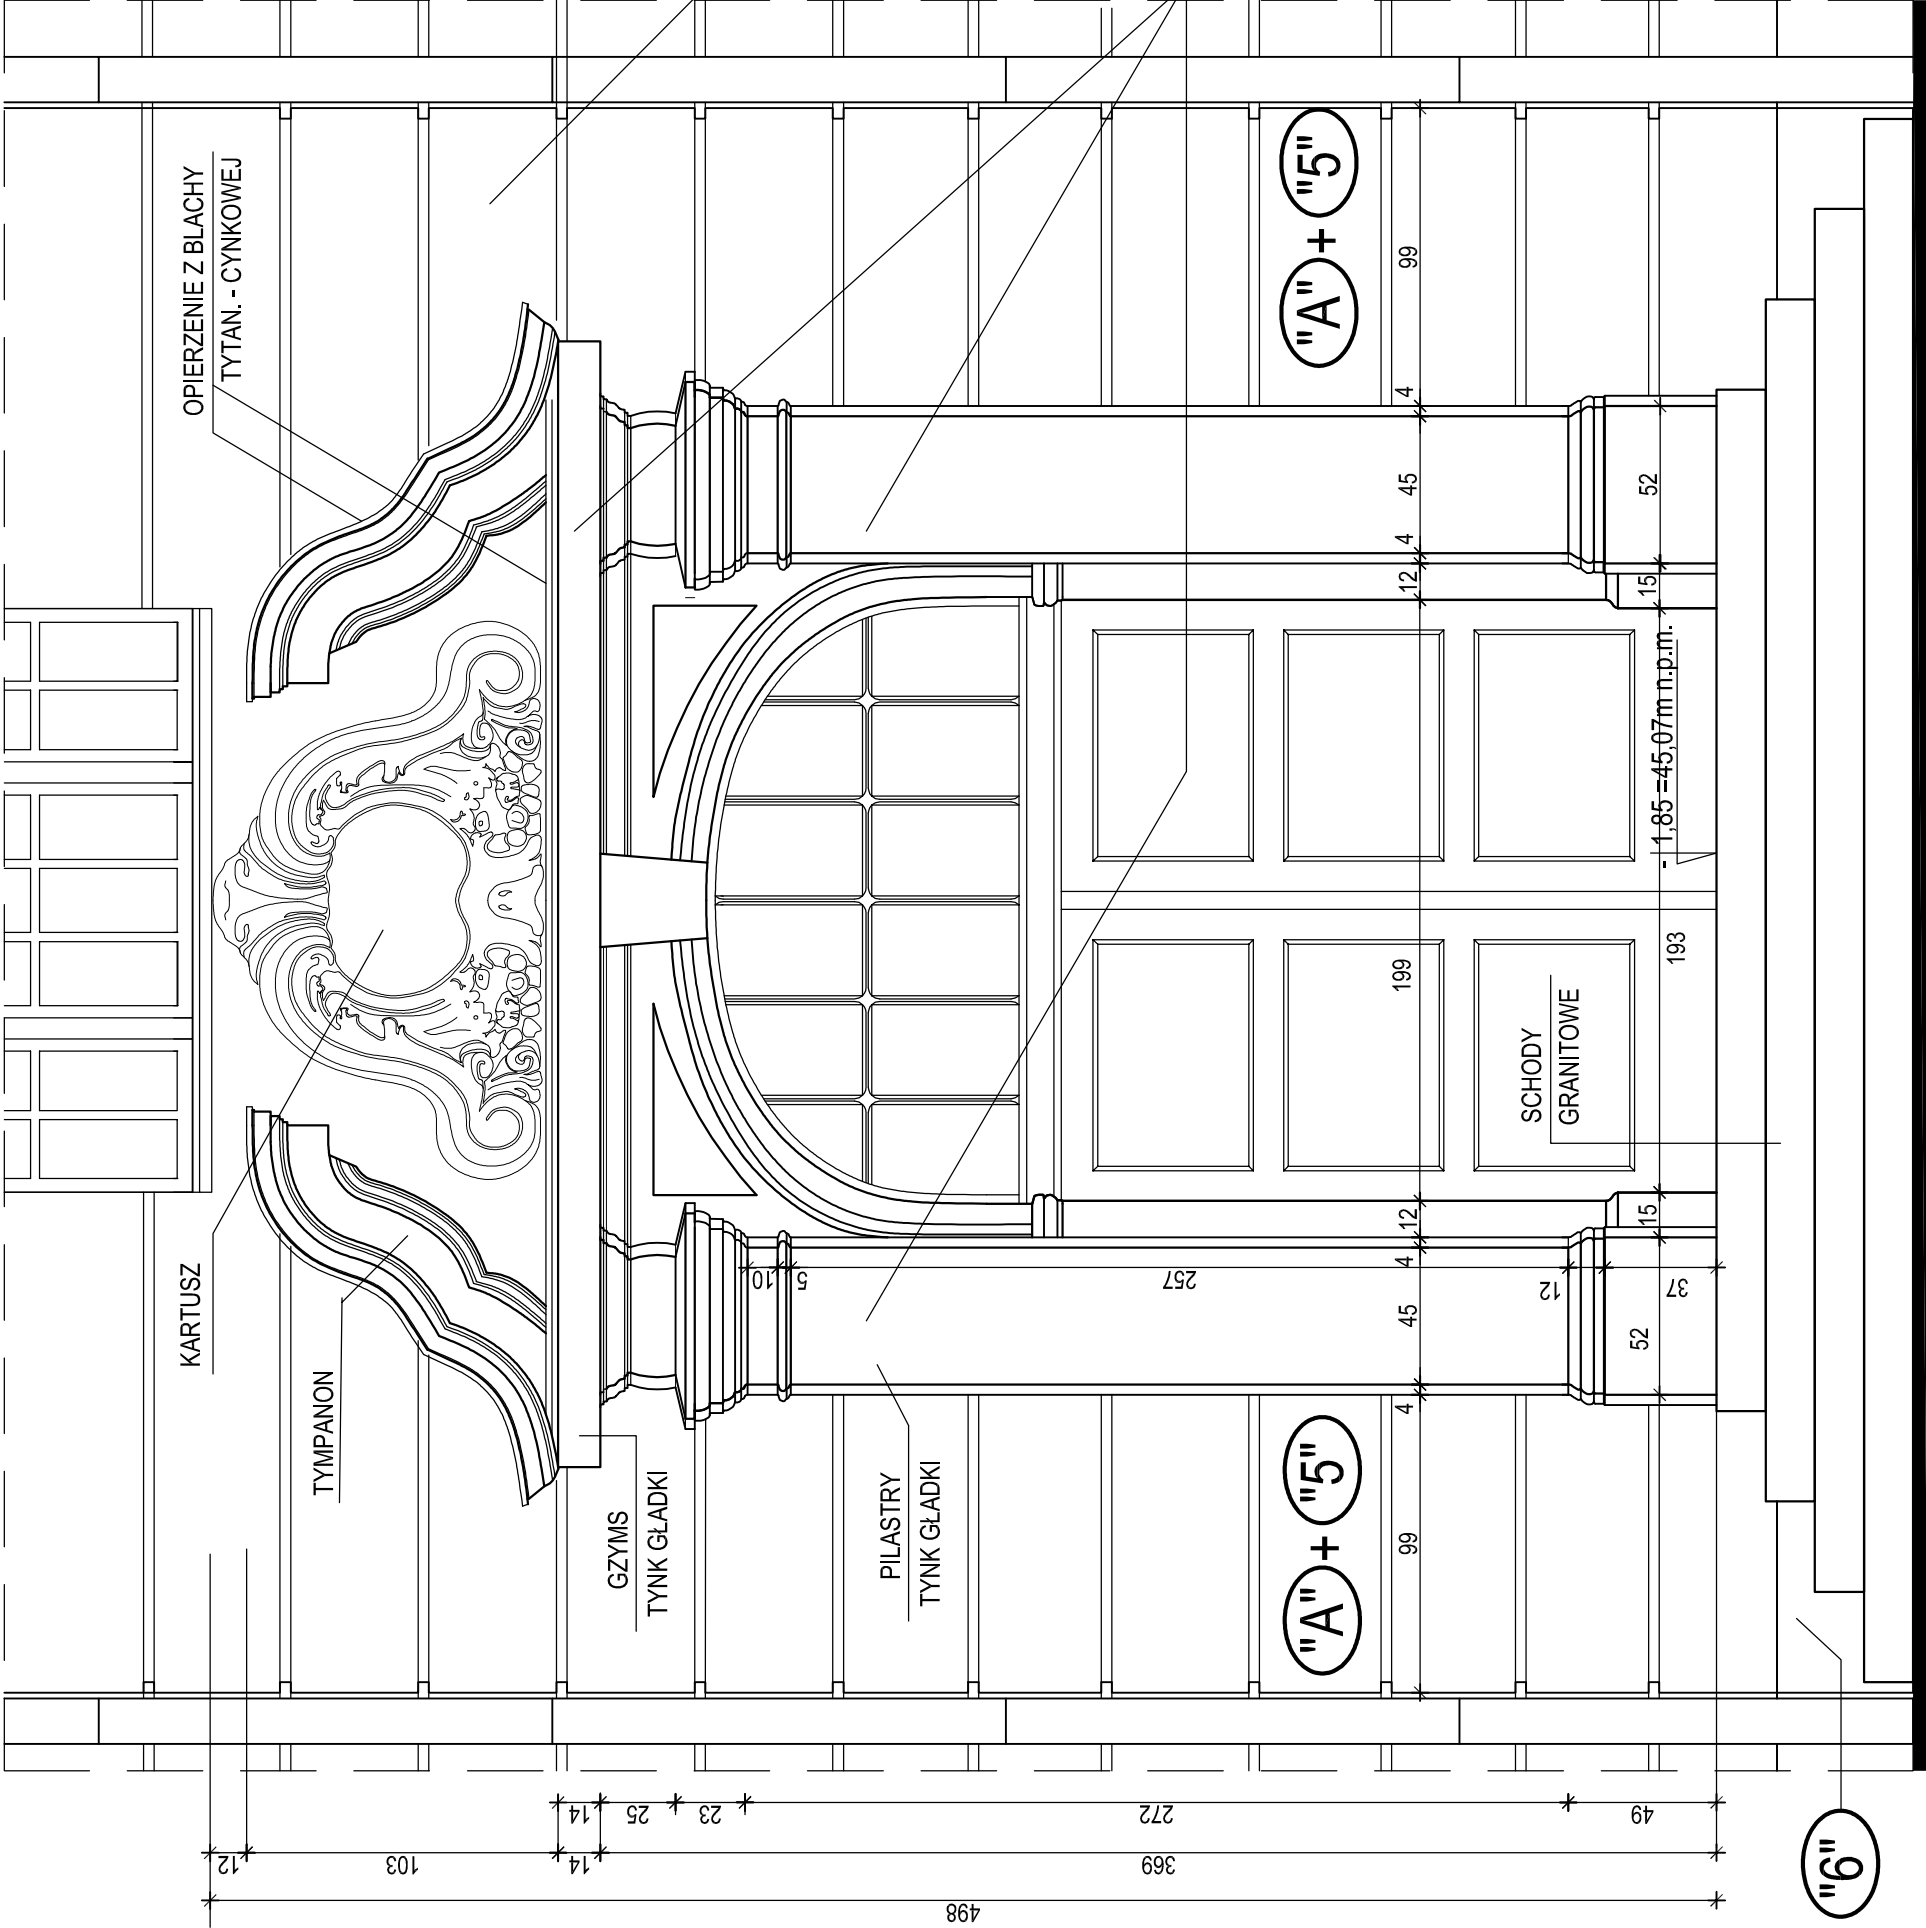 OPIERZENIE Z BLACHY
TYTAN. - CYNKOWEJ
KARTUSZ
TYMPANON
GZYMS
TYNK GŁADKI
PILASTRY
TYNK GŁADKI
SCHODY
GRANITOWE
- 1,85 =45,07m n.p.m.
"A" + "5"
"A" + "5"
"6"
99
4
45
4
12
199
12
4
45
4
99
52
15
193
15
52
10
5
257
12
37
14
25
23
272
49
12
103
14
369
498